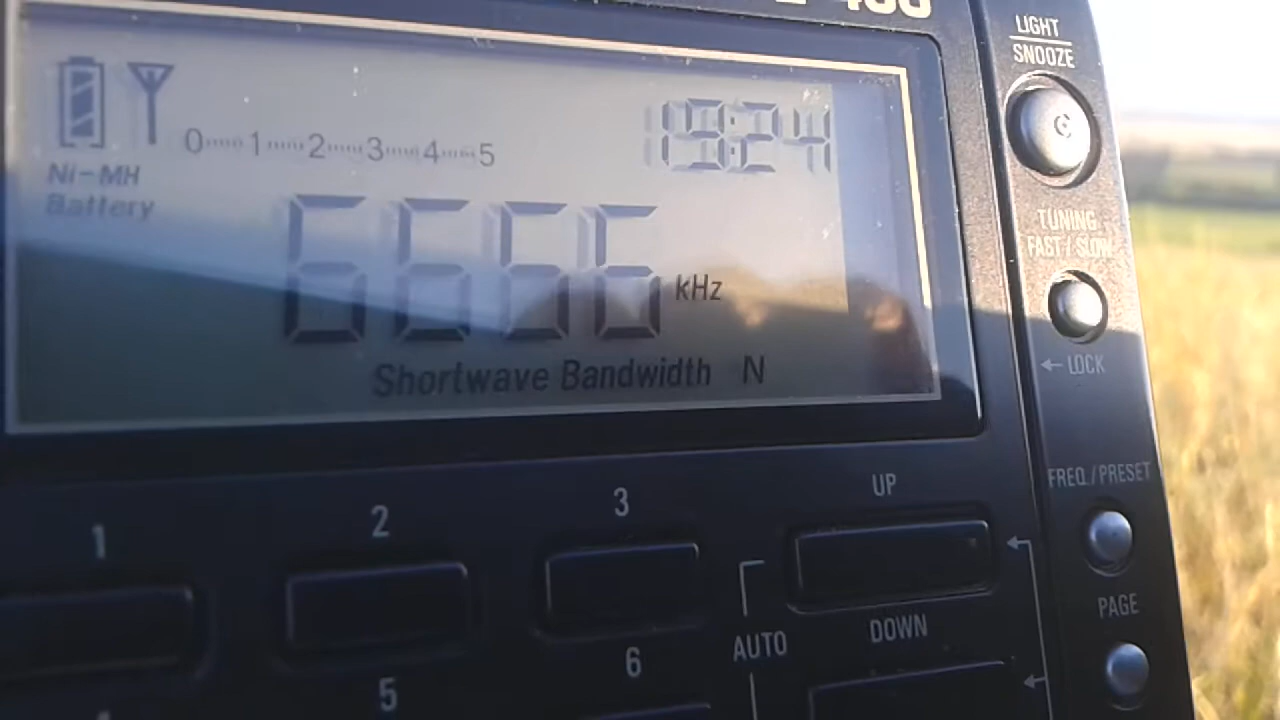 LIGHT
SNOOZE
19:24
0 1 2 3 4 5
Ni-MH
Battery
6666 kHz
Shortwave Bandwidth N
TUNING
FAST / SLOW
← LOCK
FREQ./PRESET
1 2 3 UP
PAGE
AUTO
DOWN
5 6